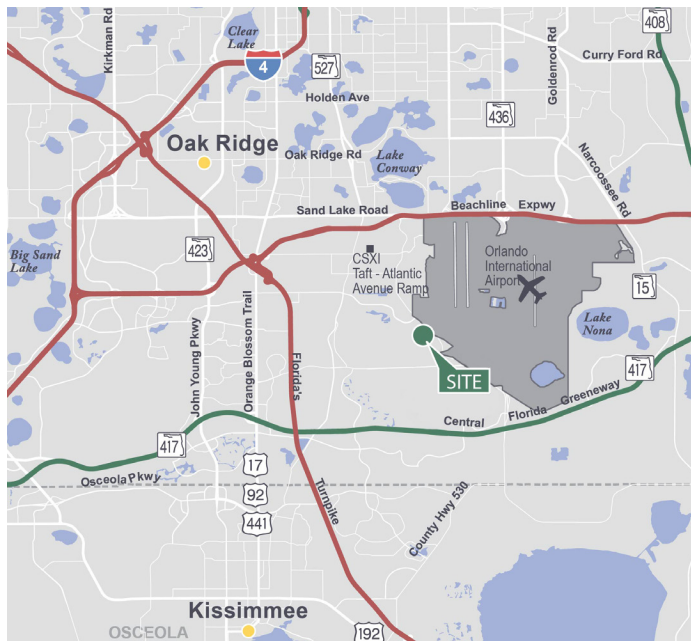 Kirkman Rd
Clear
Lake
4
527
408
Goldenrod Rd
Curry Ford Rd
Holden Ave
436
Oak Ridge
Oak Ridge Rd
Lake
Conway
Narcoossee Rd
Sand Lake Road
Beachline Expwy
423
Big Sand
Lake
CSXI
Taft - Atlantic
Avenue Ramp
Orlando
International
Airport
15
Lake
Nona
John Young Pkwy
Orange Blossom Trail
Florida's
SITE
417
Central Florida Greeneway
417
Osceola Pkwy
17
92
441
Turnpike
County Hwy 530
Kissimmee
OSCEOLA
192